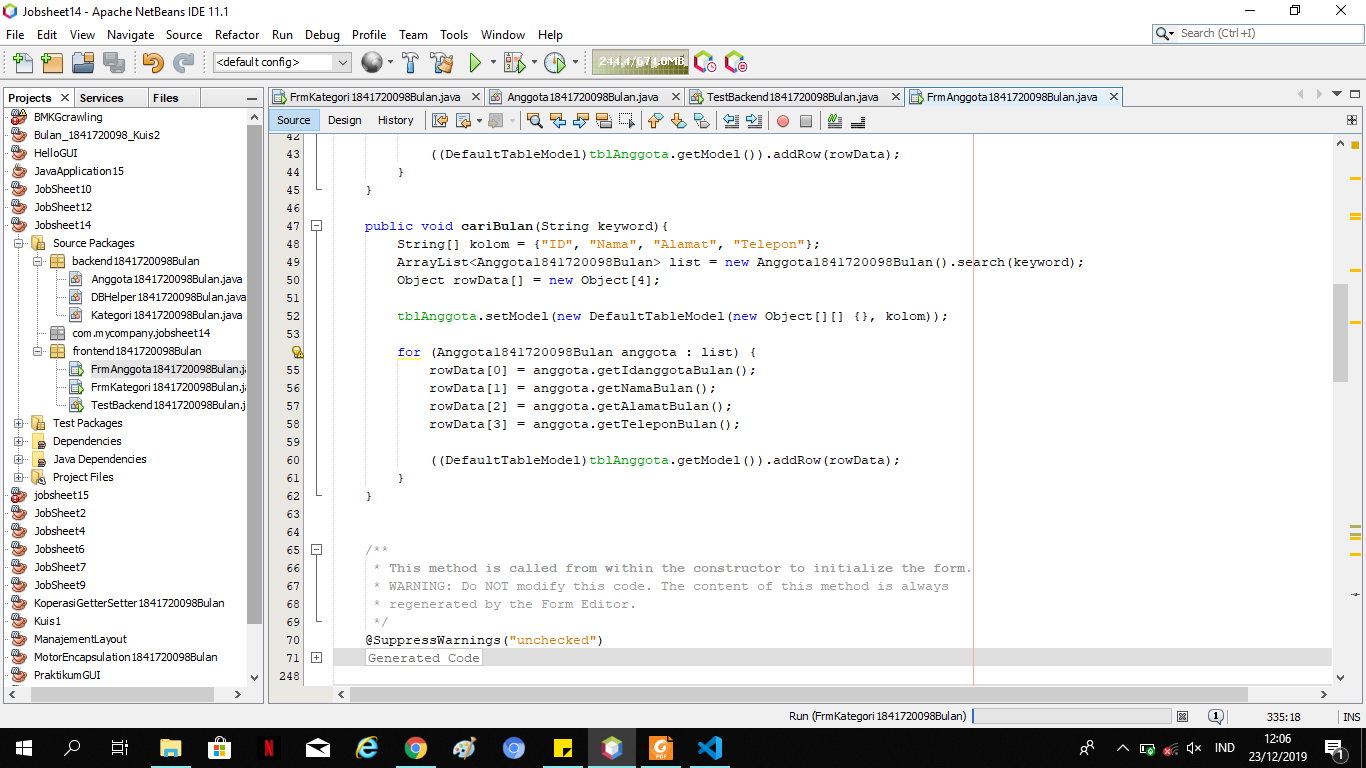 Jobsheet14 - Apache NetBeans IDE 11.1
File Edit View Navigate Source Refactor Run Debug Profile Team Tools Window Help
Search (Ctrl+I)
<default config>
244,4/674,0MB
Projects Services Files
FrmKategori1841720098Bulan.java Anggota1841720098Bulan.java TestBackend1841720098Bulan.java FrmAnggota1841720098Bulan.java
Source Design History
BMKGcrawling
Bulan_1841720098_Kuis2
HelloGUI
JavaApplication15
JobSheet10
JobSheet12
Jobsheet14
Source Packages
backend1841720098Bulan
Anggota1841720098Bulan.java
DBHelper1841720098Bulan.java
Kategori1841720098Bulan.java
com.mycompany.jobsheet14
frontend1841720098Bulan
FrmAnggota1841720098Bulan.j
FrmKategori1841720098Bulan.j
TestBackend1841720098Bulan.j
Test Packages
Dependencies
Java Dependencies
Project Files
jobsheet15
JobSheet2
Jobsheet4
Jobsheet6
JobSheet7
JobSheet9
KoperasiGetterSetter1841720098Bulan
Kuis1
ManajementLayout
MotorEncapsulation1841720098Bulan
PraktikumGUI
42
43 ((DefaultTableModel)tblAnggota.getModel()).addRow(rowData);
44 }
45 }
46
47 public void cariBulan(String keyword){
48 String[] kolom = {"ID", "Nama", "Alamat", "Telepon"};
49 ArrayList<Anggota1841720098Bulan> list = new Anggota1841720098Bulan().search(keyword);
50 Object rowData[] = new Object[4];
51
52 tblAnggota.setModel(new DefaultTableModel(new Object[][] {}, kolom));
53
for (Anggota1841720098Bulan anggota : list) {
55 rowData[0] = anggota.getIdanggotaBulan();
56 rowData[1] = anggota.getNamaBulan();
57 rowData[2] = anggota.getAlamatBulan();
58 rowData[3] = anggota.getTeleponBulan();
59
60 ((DefaultTableModel)tblAnggota.getModel()).addRow(rowData);
61 }
62 }
63
64
65 /**
66 * This method is called from within the constructor to initialize the form.
67 * WARNING: Do NOT modify this code. The content of this method is always
68 * regenerated by the Form Editor.
69 */
70 @SuppressWarnings("unchecked")
71 Generated Code
248
Run (FrmKategori1841720098Bulan) 1 335:18 INS
IND 12:06
23/12/2019 1